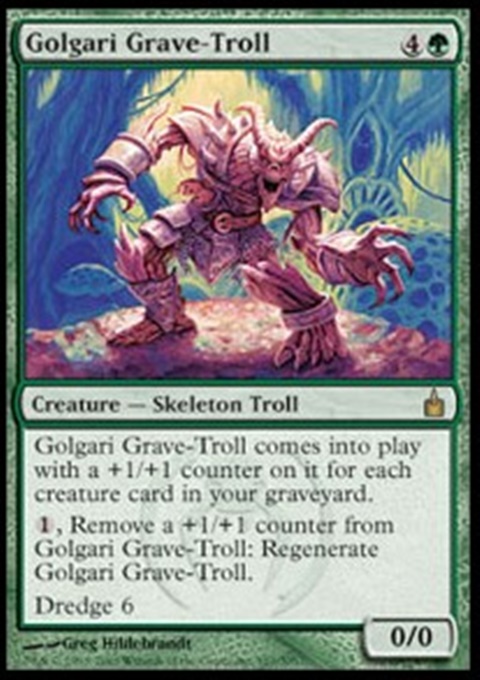 Golgari Grave-Troll 4
Creature — Skeleton Troll
Golgari Grave-Troll comes into play
with a +1/+1 counter on it for each
creature card in your graveyard.
1, Remove a +1/+1 counter from
Golgari Grave-Troll: Regenerate
Golgari Grave-Troll.
Dredge 6
Greg Hildebrandt
0/0